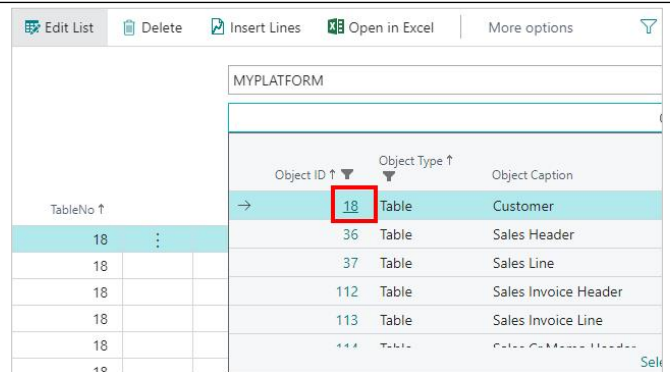 Edit List Delete Insert Lines Open in Excel More options
MYPLATFORM
Object ID ↑ Object Type ↑ Object Caption
TableNo ↑ → 18 Table Customer
18 36 Table Sales Header
18 37 Table Sales Line
18 112 Sales Invoice Header
18 113 Table Sales Invoice Line
18
18